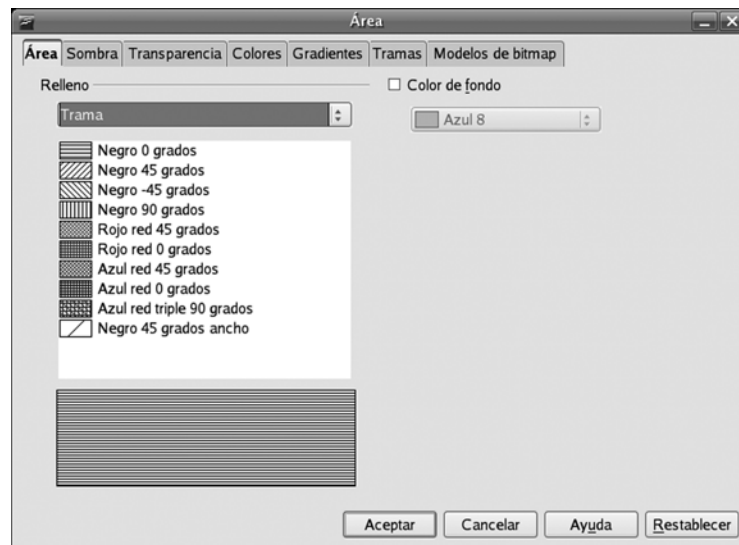 Área
Área Sombra Transparencia Colores Gradientes Tramas Modelos de bitmap
Relleno
Trama
Negro 0 grados
Negro 45 grados
Negro -45 grados
Negro 90 grados
Rojo red 45 grados
Rojo red 0 grados
Azul red 45 grados
Azul red 0 grados
Azul red triple 90 grados
Negro 45 grados ancho
Color de fondo
Azul 8
Aceptar Cancelar Ayuda Restablecer